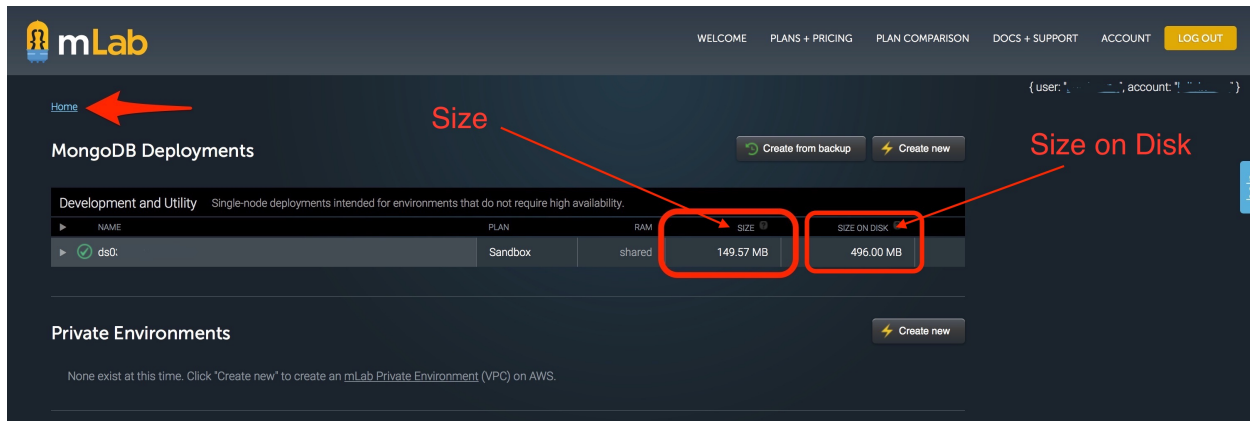 mLab
WELCOME PLANS + PRICING PLAN COMPARISON DOCS + SUPPORT ACCOUNT LOG OUT
{ user: " ", account: " " }
Home
Size
MongoDB Deployments
Create from backup Create new
Size on Disk
Development and Utility Single-node deployments intended for environments that do not require high availability.
NAME PLAN RAM SIZE SIZE ON DISK
ds0: Sandbox shared 149.57 MB 496.00 MB
Private Environments
Create new
None exist at this time. Click "Create new" to create an mLab Private Environment (VPC) on AWS.